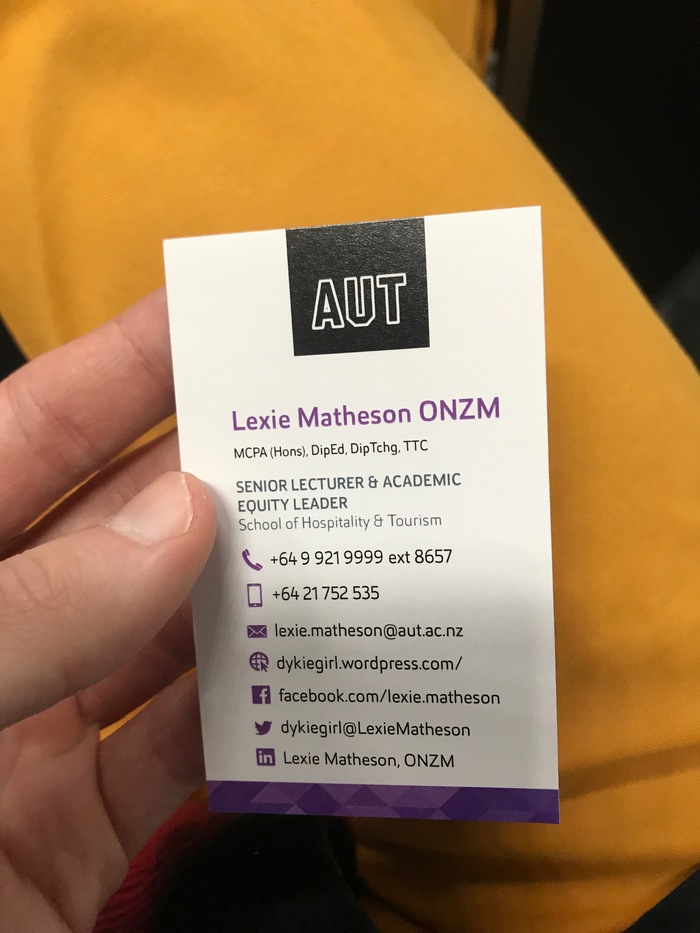 AUT
Lexie Matheson ONZM
MCPA (Hons), DipEd, DipTchg, TTC
SENIOR LECTURER & ACADEMIC
EQUITY LEADER
School of Hospitality & Tourism
+64 9 921 9999 ext 8657
+64 21 752 535
lexie.matheson@aut.ac.nz
dykiegirl.wordpress.com/
facebook.com/lexie.matheson
dykiegirl@LexieMatheson
in Lexie Matheson, ONZM